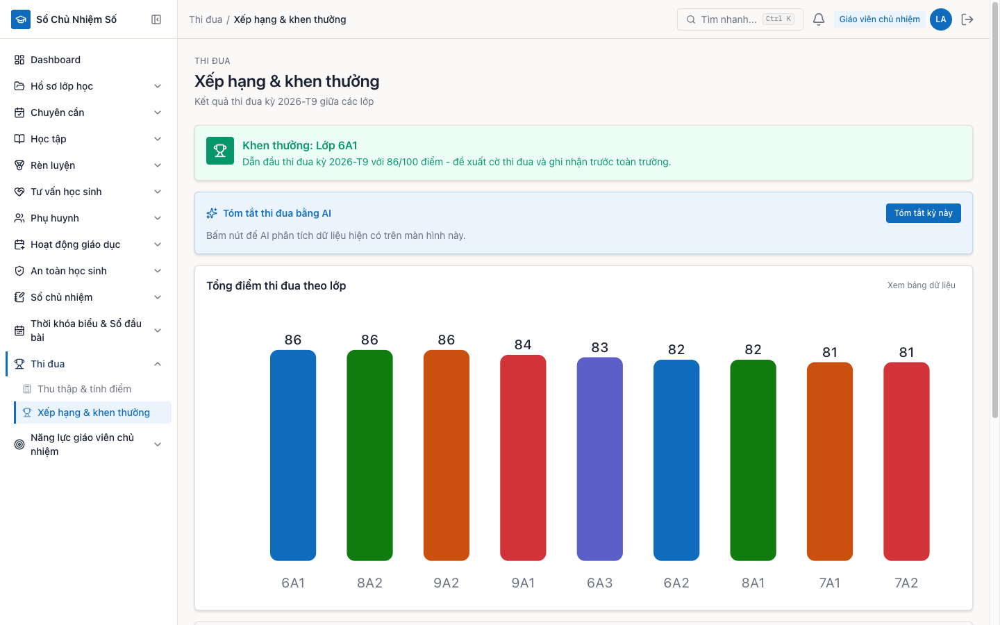 Sổ Chủ Nhiệm Số
Thi đua / Xếp hạng & khen thưởng
Tìm nhanh... Ctrl K
Giáo viên chủ nhiệm
LA
Dashboard
Hồ sơ lớp học
Chuyên cần
Học tập
Rèn luyện
Tư vấn học sinh
Phụ huynh
Hoạt động giáo dục
An toàn học sinh
Sổ chủ nhiệm
Thời khóa biểu & Sổ đầu
bài
Thi đua
Thu thập & tính điểm
Xếp hạng & khen thưởng
Năng lực giáo viên chủ
nhiệm
THI ĐUA
Xếp hạng & khen thưởng
Kết quả thi đua kỳ 2026-T9 giữa các lớp
Khen thưởng: Lớp 6A1
Dẫn đầu thi đua kỳ 2026-T9 với 86/100 điểm - đề xuất cờ thi đua và ghi nhận trước toàn trường.
Tóm tắt thi đua bằng AI
Tóm tắt kỳ này
Bấm nút để AI phân tích dữ liệu hiện có trên màn hình này.
Tổng điểm thi đua theo lớp
Xem bảng dữ liệu
86 86 86 84 83 82 82 81 81
6A1 8A2 9A2 9A1 6A3 6A2 8A1 7A1 7A2